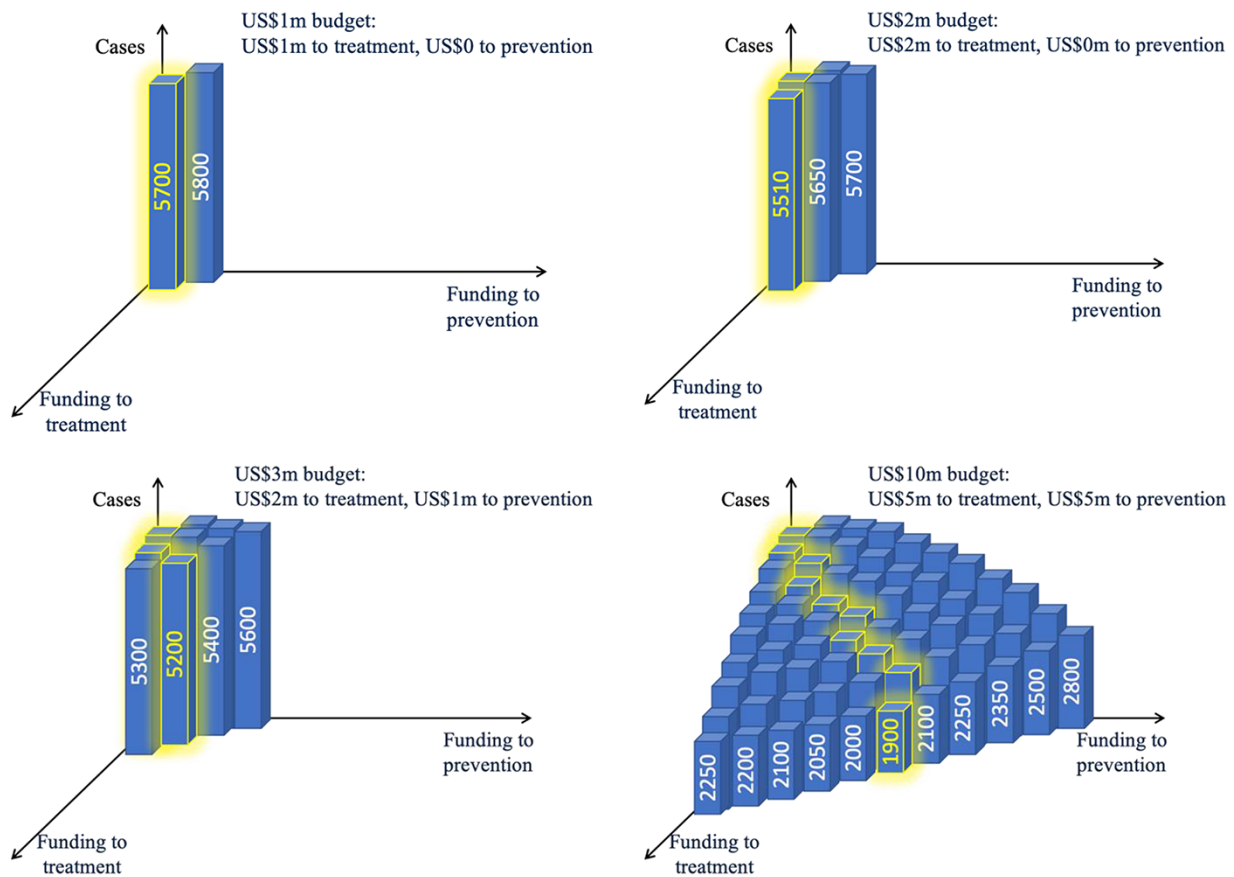 US$1m budget:
US$1m to treatment, US$0 to prevention
Cases
5700
5800
Funding to
prevention
Funding to
treatment
US$2m budget:
US$2m to treatment, US$0m to prevention
Cases
5510
5650
5700
Funding to
prevention
Funding to
treatment
US$3m budget:
US$2m to treatment, US$1m to prevention
Cases
5300
5200
5400
5600
Funding to
prevention
Funding to
treatment
US$10m budget:
US$5m to treatment, US$5m to prevention
Cases
2250
2200
2100
2050
2000
1900
2100
2250
2350
2500
2800
Funding to
prevention
Funding to
treatment